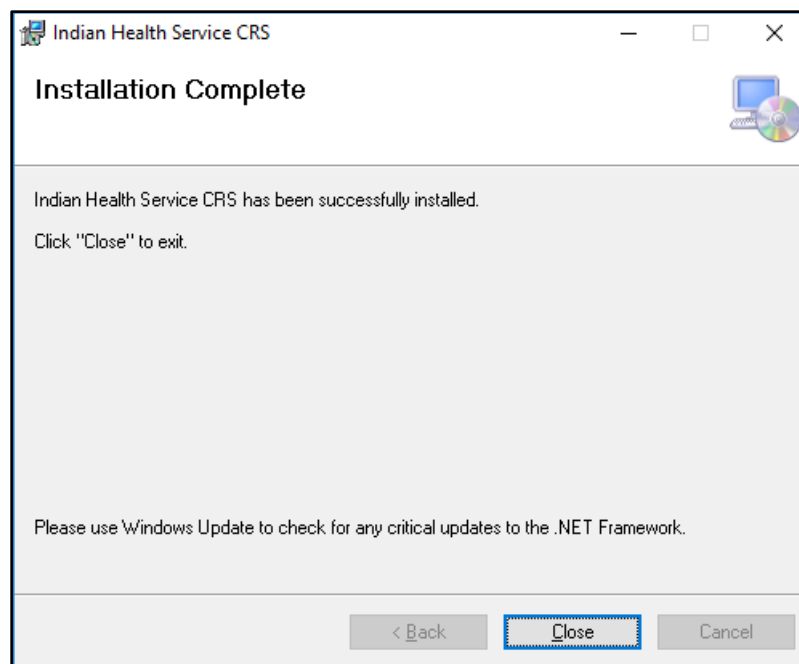 Indian Health Service CRS
Installation Complete
Indian Health Service CRS has been successfully installed.
Click "Close" to exit.
Please use Windows Update to check for any critical updates to the .NET Framework.
< Back
Close
Cancel